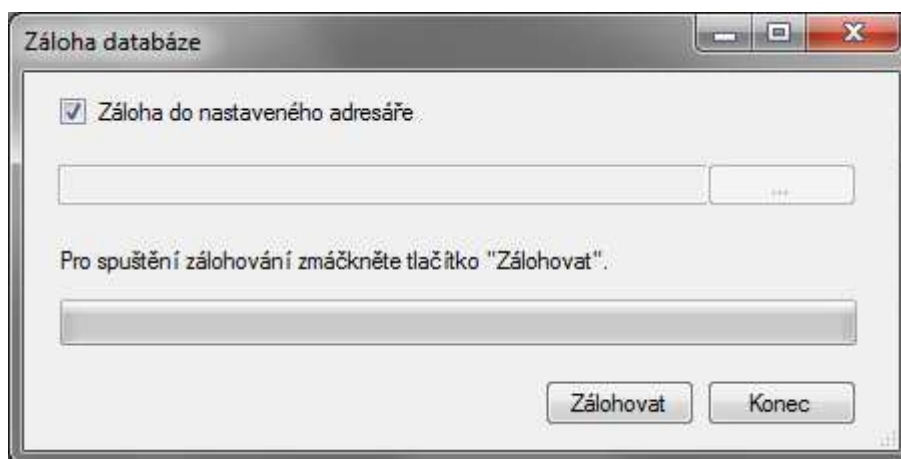 Záloha databáze
Záloha do nastaveného adresáře
...
Pro spuštění zálohování zmáčkněte tlačítko "Zálohovat".
Zálohovat Konec